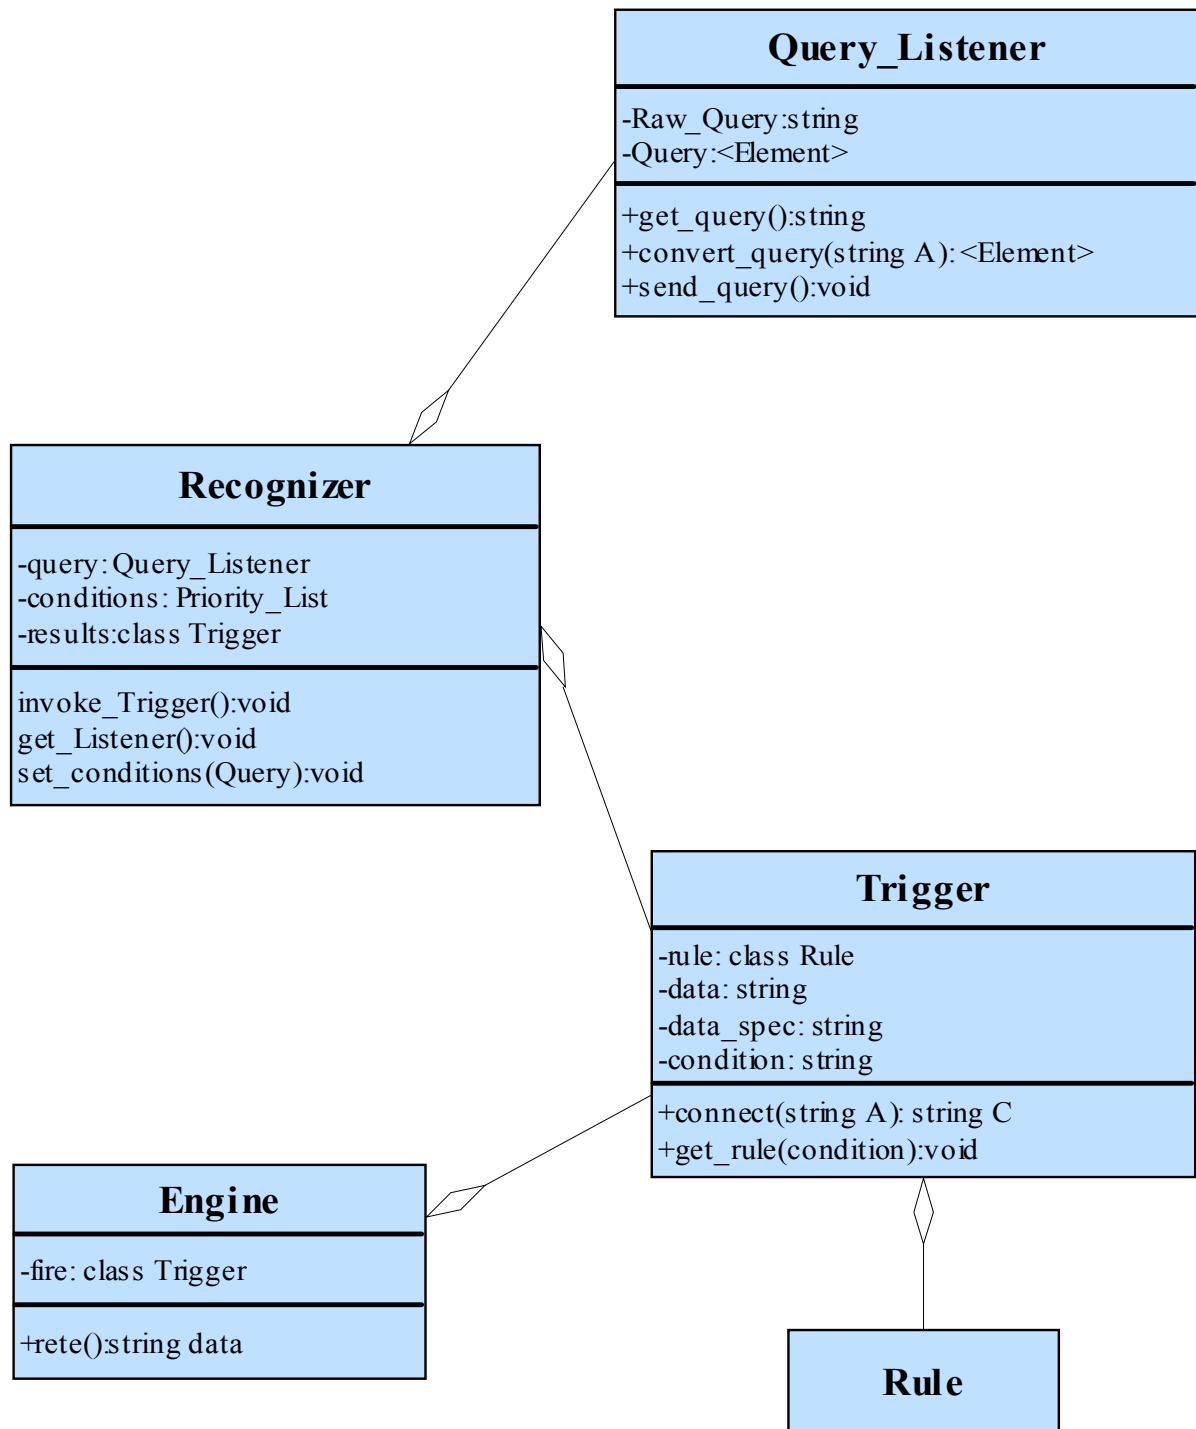 Query_Listener
-Raw_Query:string
-Query:<Element>
+get_query():string
+convert_query(string A): <Element>
+send_query():void
Recognizer
-query: Query_Listener
-conditions: Priority_List
-results:class Trigger
invoke_Trigger():void
get_Listener():void
set_conditions(Query):void
Trigger
-rule: class Rule
-data: string
-data_spec: string
-condition: string
+connect(string A): string C
+get_rule(condition):void
Engine
-fire: class Trigger
+rete():string data
Rule